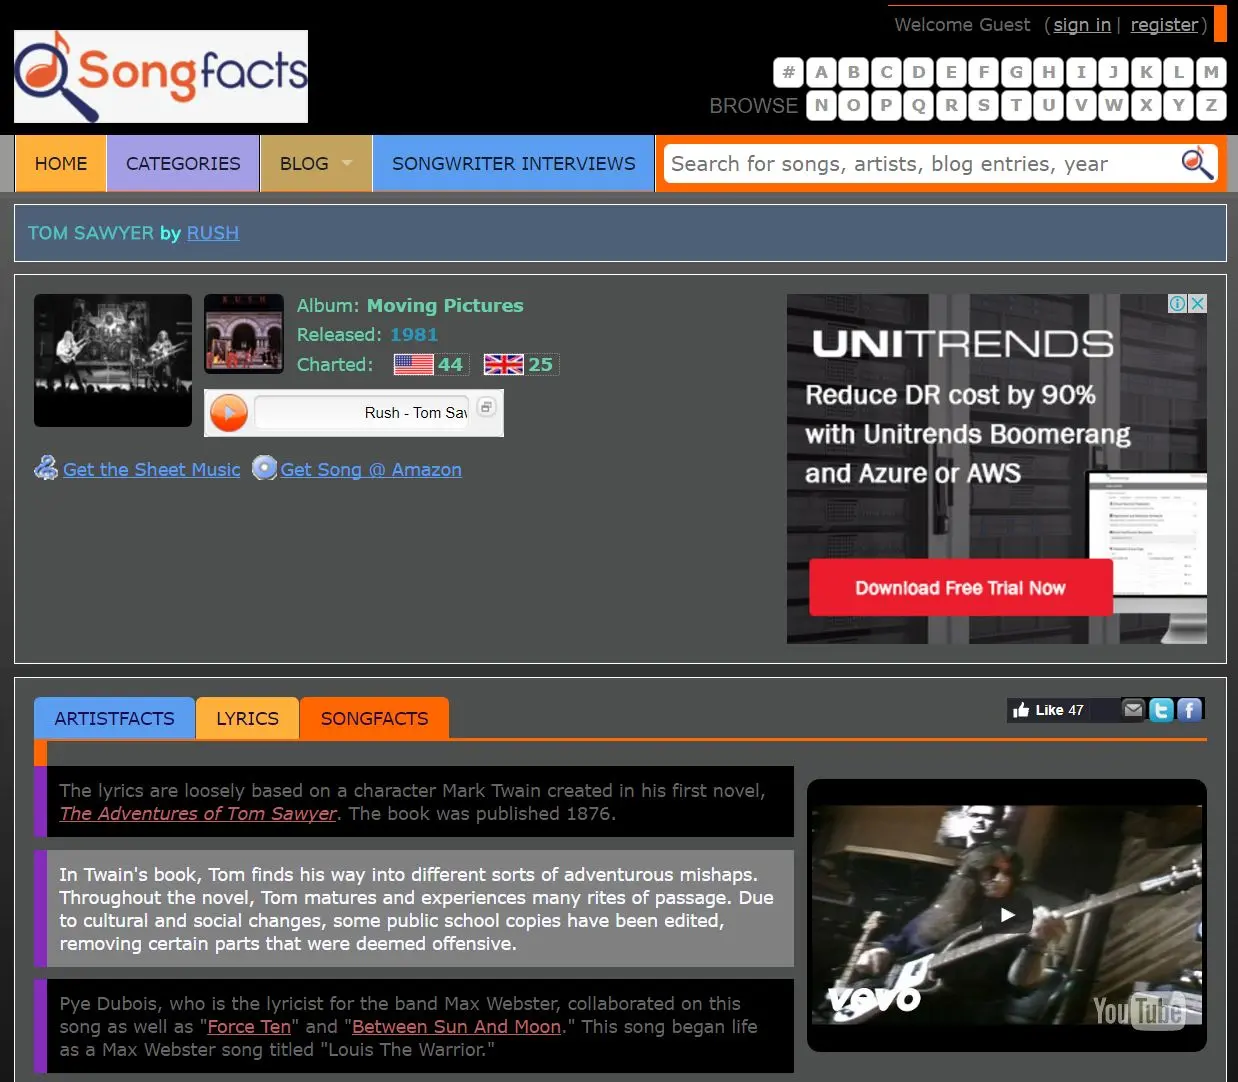 Welcome Guest (sign in | register)
Songfacts
# A B C D E F G H I J K L M
BROWSE N O P Q R S T U V W X Y Z
HOME CATEGORIES BLOG SONGWRITER INTERVIEWS Search for songs, artists, blog entries, year
TOM SAWYER by RUSH
RUSH
Album: Moving Pictures
Released: 1981
Charted: 44 25
Rush - Tom Sav
Get the Sheet Music Get Song @ Amazon
UNITRENDS
Reduce DR cost by 90%
with Unitrends Boomerang
and Azure or AWS
Download Free Trial Now
ARTISTFACTS LYRICS SONGFACTS
Like 47
The lyrics are loosely based on a character Mark Twain created in his first novel,
The Adventures of Tom Sawyer. The book was published 1876.
In Twain's book, Tom finds his way into different sorts of adventurous mishaps.
Throughout the novel, Tom matures and experiences many rites of passage. Due
to cultural and social changes, some public school copies have been edited,
removing certain parts that were deemed offensive.
Pye Dubois, who is the lyricist for the band Max Webster, collaborated on this
song as well as "Force Ten" and "Between Sun And Moon." This song began life
as a Max Webster song titled "Louis The Warrior."
vevo
YouTube